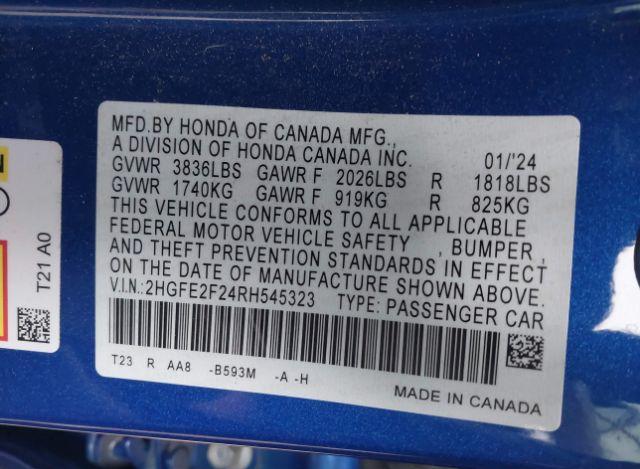 MFD.BY HONDA OF CANADA MFG.,
A DIVISION OF HONDA CANADA INC. 01/'24
GVWR 3836LBS GAWR F 2026LBS R 1818LBS
GVWR 1740KG GAWR F 919KG R 825KG
THIS VEHICLE CONFORMS TO ALL APPLICABLE
FEDERAL MOTOR VEHICLE SAFETY , BUMPER,
AND THEFT PREVENTION STANDARDS IN EFFECT
ON THE DATE OF MANUFACTURE SHOWN ABOVE.
V.I.N.:2HGFE2F24RH545323 TYPE: PASSENGER CAR
T23 R AA8 -B593M -A -H
MADE IN CANADA
T21 A0